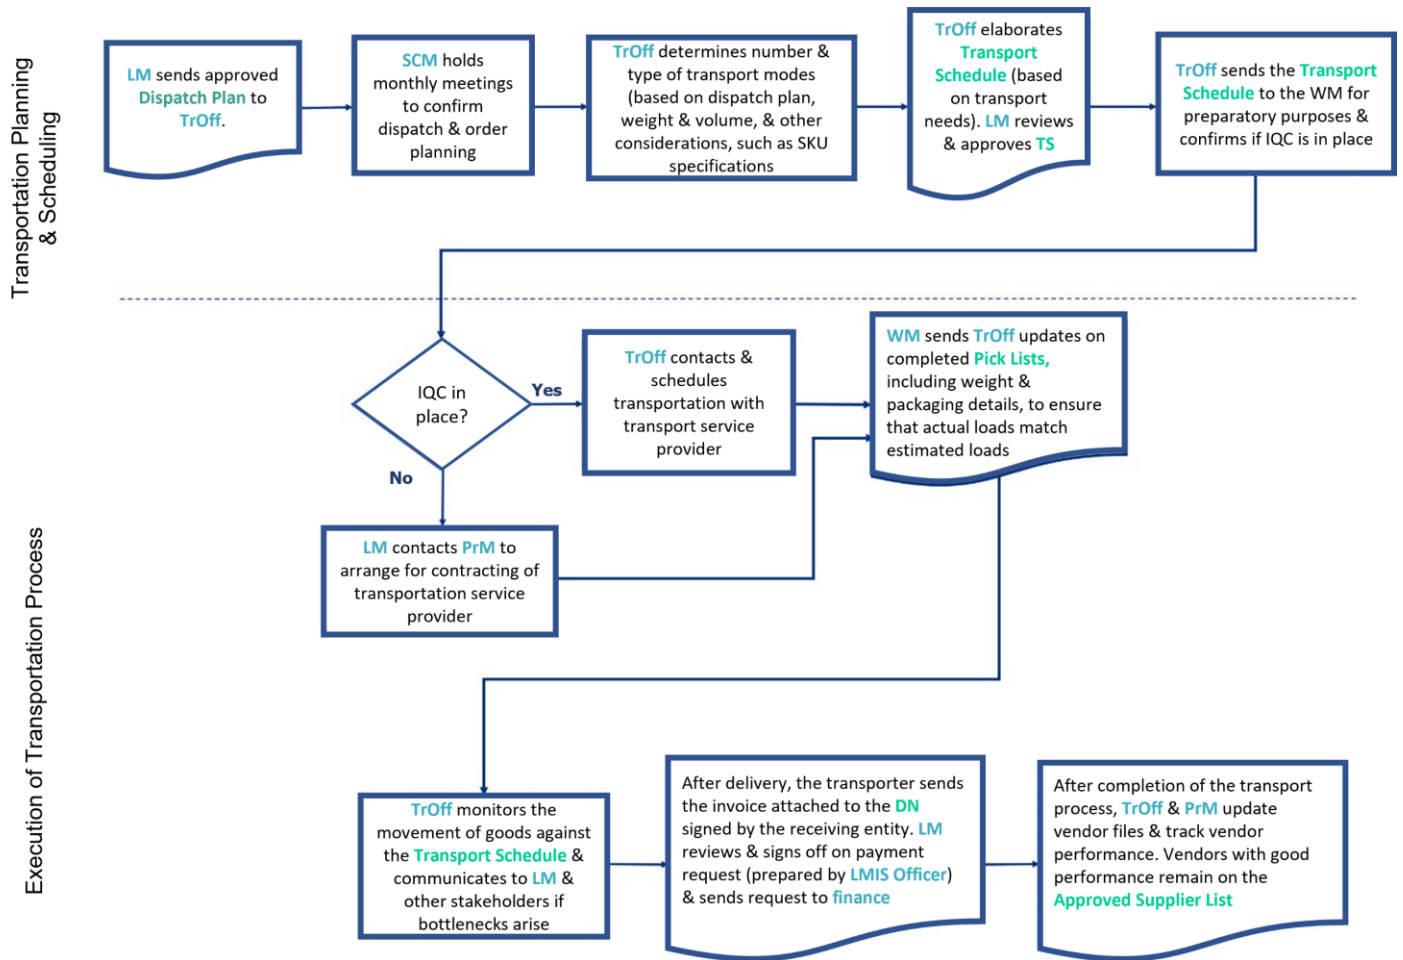 Transportation Planning
& Scheduling
LM sends approved
Dispatch Plan to
TrOff.
SCM holds
monthly meetings
to confirm
dispatch & order
planning
TrOff determines number &
type of transport modes
(based on dispatch plan,
weight & volume, & other
considerations, such as SKU
specifications
TrOff elaborates
Transport
Schedule (based
on transport
needs). LM reviews
& approves TS
TrOff sends the Transport
Schedule to the WM for
preparatory purposes &
confirms if IQC is in place
Execution of Transportation Process
IQC in
place?
Yes
No
TrOff contacts &
schedules
transportation with
transport service
provider
WM sends TrOff updates on
completed Pick Lists,
including weight &
packaging details, to ensure
that actual loads match
estimated loads
LM contacts PrM to
arrange for contracting of
transportation service
provider
TrOff monitors the
movement of goods against
the Transport Schedule &
communicates to LM &
other stakeholders if
bottlenecks arise
After delivery, the transporter sends
the invoice attached to the DN
signed by the receiving entity. LM
reviews & signs off on payment
request (prepared by LMIS Officer)
& sends request to finance
After completion of the transport
process, TrOff & PrM update
vendor files & track vendor
performance. Vendors with good
performance remain on the
Approved Supplier List